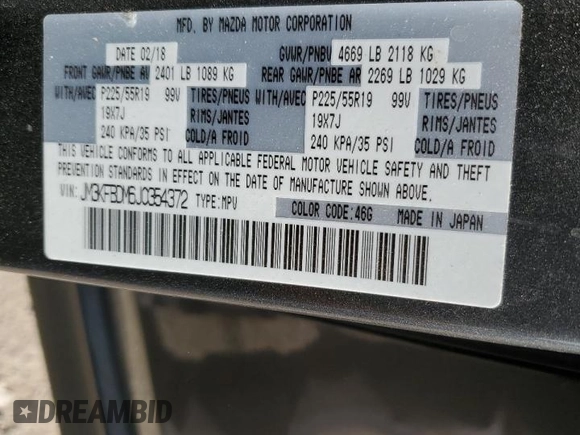 MFD. BY MAZDA MOTOR CORPORATION
DATE 02/18 GVWR/PNBV 4669 LB 2118 KG
FRONT GAWR/PNBE AV 2401 LB 1089 KG REAR GAWR/PNBE AR 2269 LB 1029 KG
WITH/AVEC P225/55R19 99V TIRES/PNEUS WITH/AVEC P225/55R19 99V TIRES/PNEUS
19X7J RIMS/JANTES 19X7J RIMS/JANTES
240 KPA/35 PSI COLD/A FROID 240 KPA/35 PSI COLD/A FROID
THIS VEHICLE CONFORMS TO ALL APPLICABLE FEDERAL MOTOR VEHICLE SAFETY AND THEFT
PREVENTION STANDARDS IN EFFECT ON THE DATE OF MANUFACTURE SHOWN ABOVE.
VIN: JM3KFBDM6J0354372 TYPE:MPV COLOR CODE:46G MADE IN JAPAN
DREAMBID